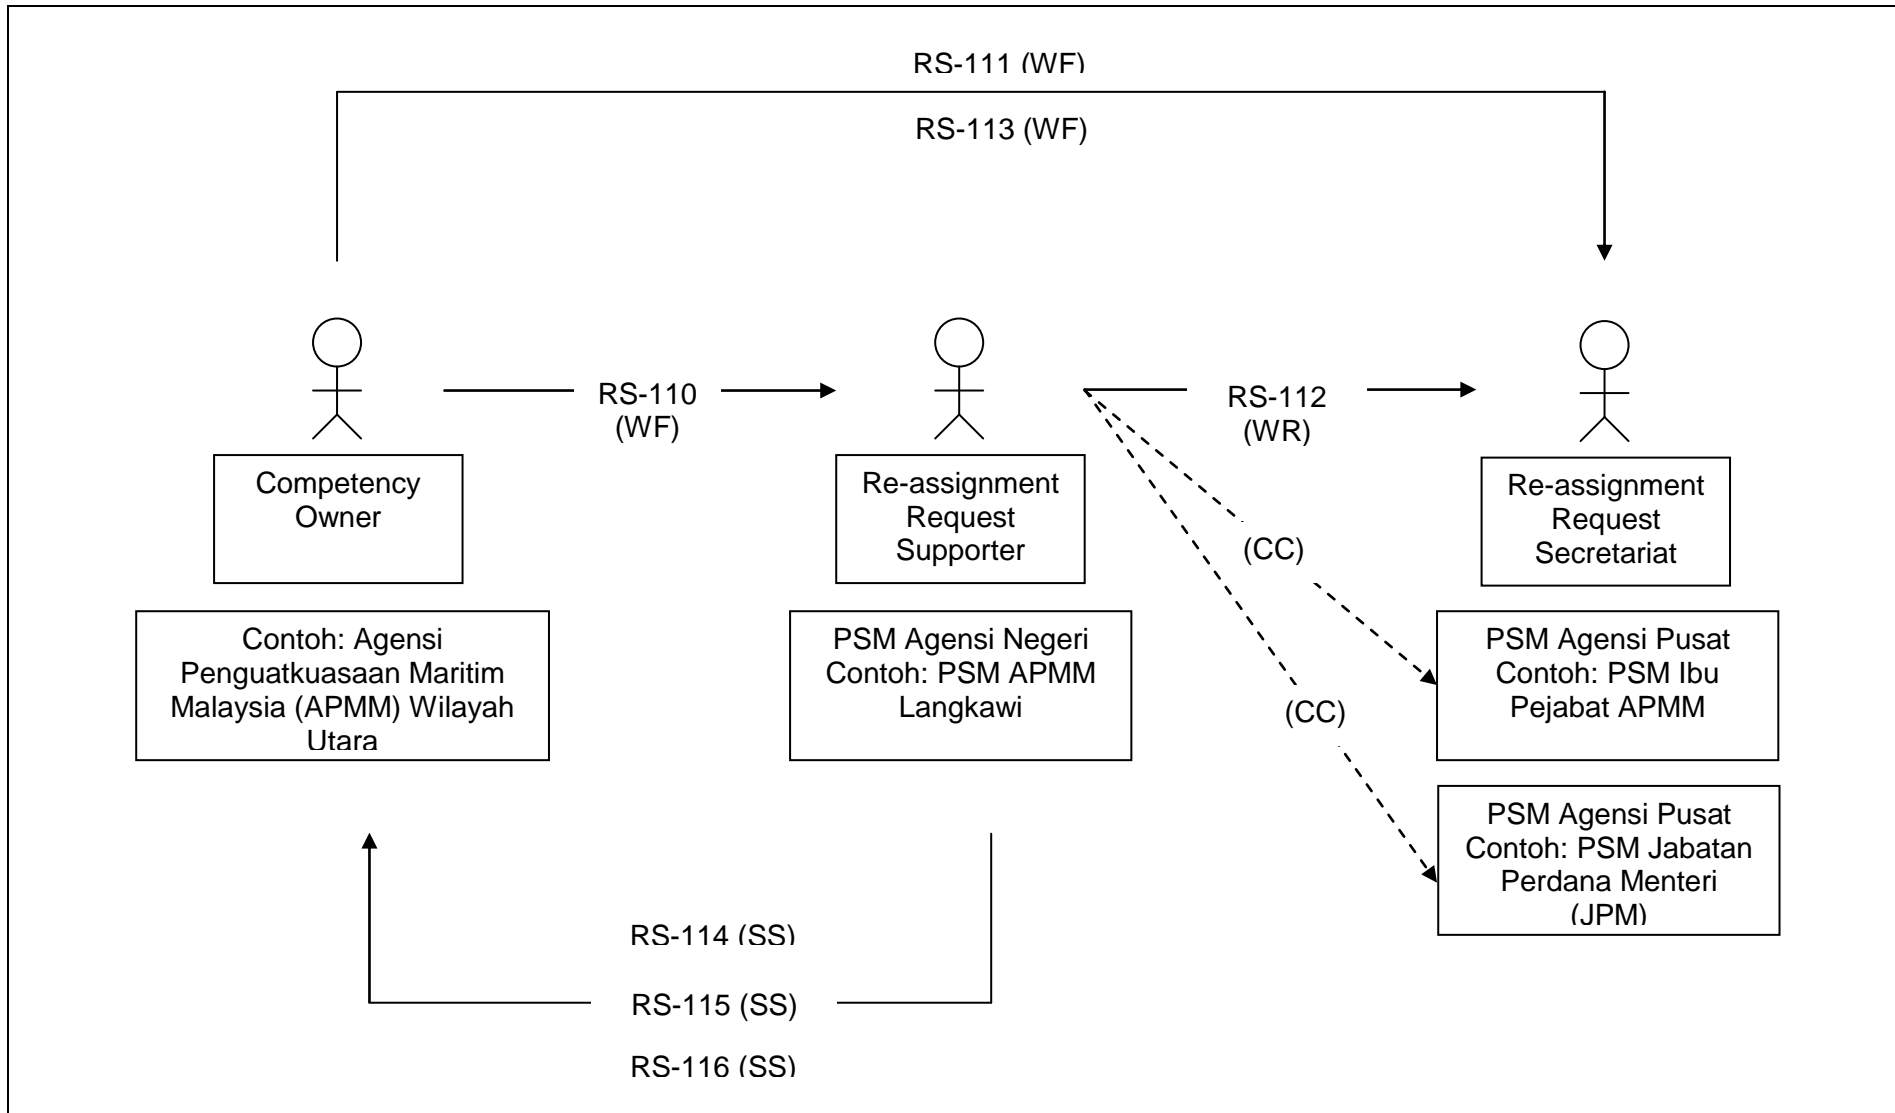 RS-111 (WF)
RS-113 (WF)
RS-110
(WF)
RS-112
(WR)
Competency
Owner
Re-assignment
Request
Supporter
Re-assignment
Request
Secretariat
(CC)
(CC)
Contoh: Agensi
Penguatkuasaan Maritim
Malaysia (APMM) Wilayah
Utara
PSM Agensi Negeri
Contoh: PSM APMM
Langkawi
PSM Agensi Pusat
Contoh: PSM Ibu
Pejabat APMM
PSM Agensi Pusat
Contoh: PSM Jabatan
Perdana Menteri
(JPM)
RS-114 (SS)
RS-115 (SS)
RS-116 (SS)